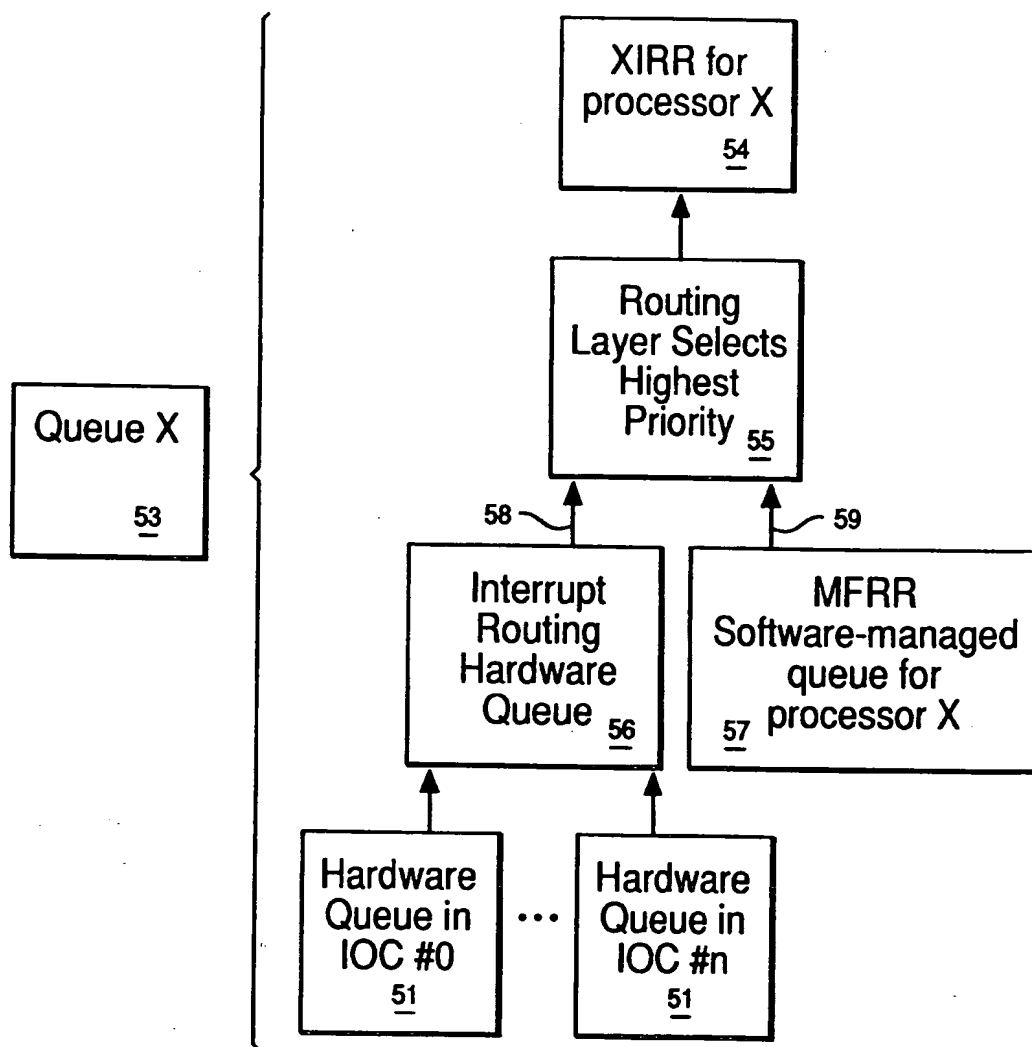 XIRR for
processor X
54
Routing
Layer Selects
Highest
Priority
55
Queue X
53
58
59
Interrupt
Routing
Hardware
Queue
56
MFRR
Software-managed
queue for
processor X
57
Hardware
Queue in
IOC #0
51
...
Hardware
Queue in
IOC #n
51